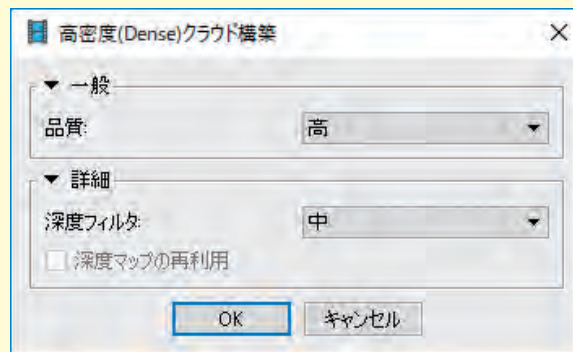 高密度(Dense)クラウド構築
▼ 一般
品質: 高
▼ 詳細
深度フィルタ: 中
深度マップの再利用
OK キャンセル